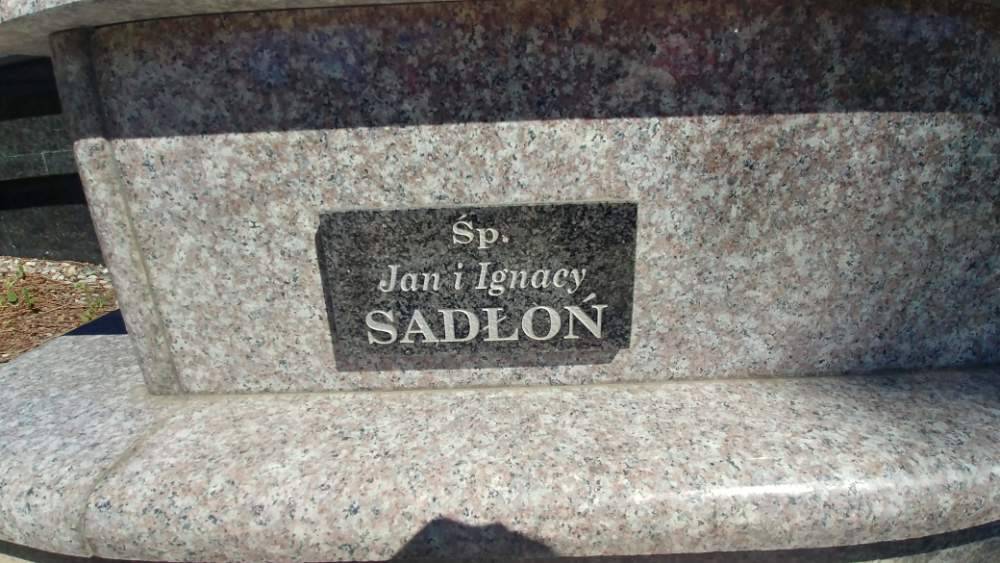 Śp.
Jan i Ignacy
SADŁOŃ